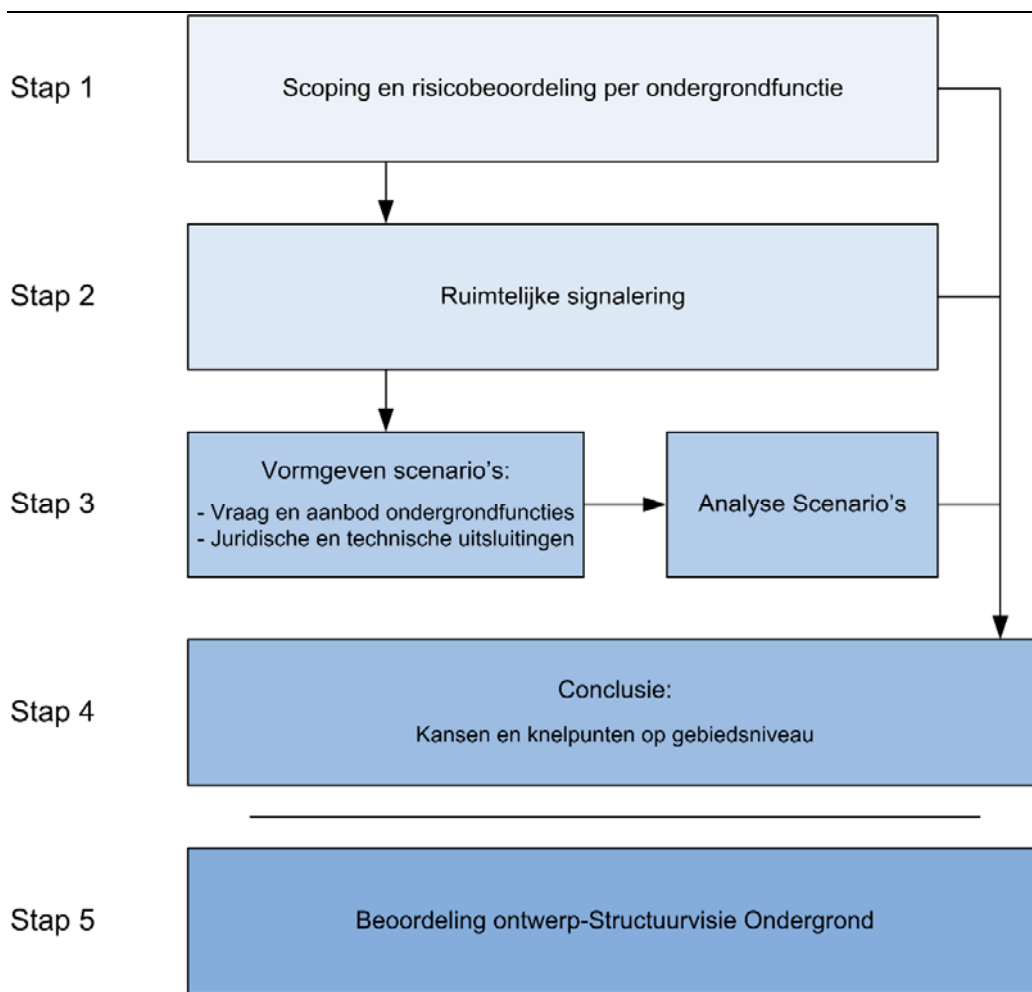 Stap 1
Scoping en risicobeoordeling per ondergrondfunctie
Stap 2
Ruimtelijke signalering
Stap 3
Vormgeven scenario's:
- Vraag en aanbod ondergrondfuncties
- Juridische en technische uitsluitingen
Analyse Scenario's
Stap 4
Conclusie:
Kansen en knelpunten op gebiedsniveau
Stap 5
Beoordeling ontwerp-Structuurvisie Ondergrond